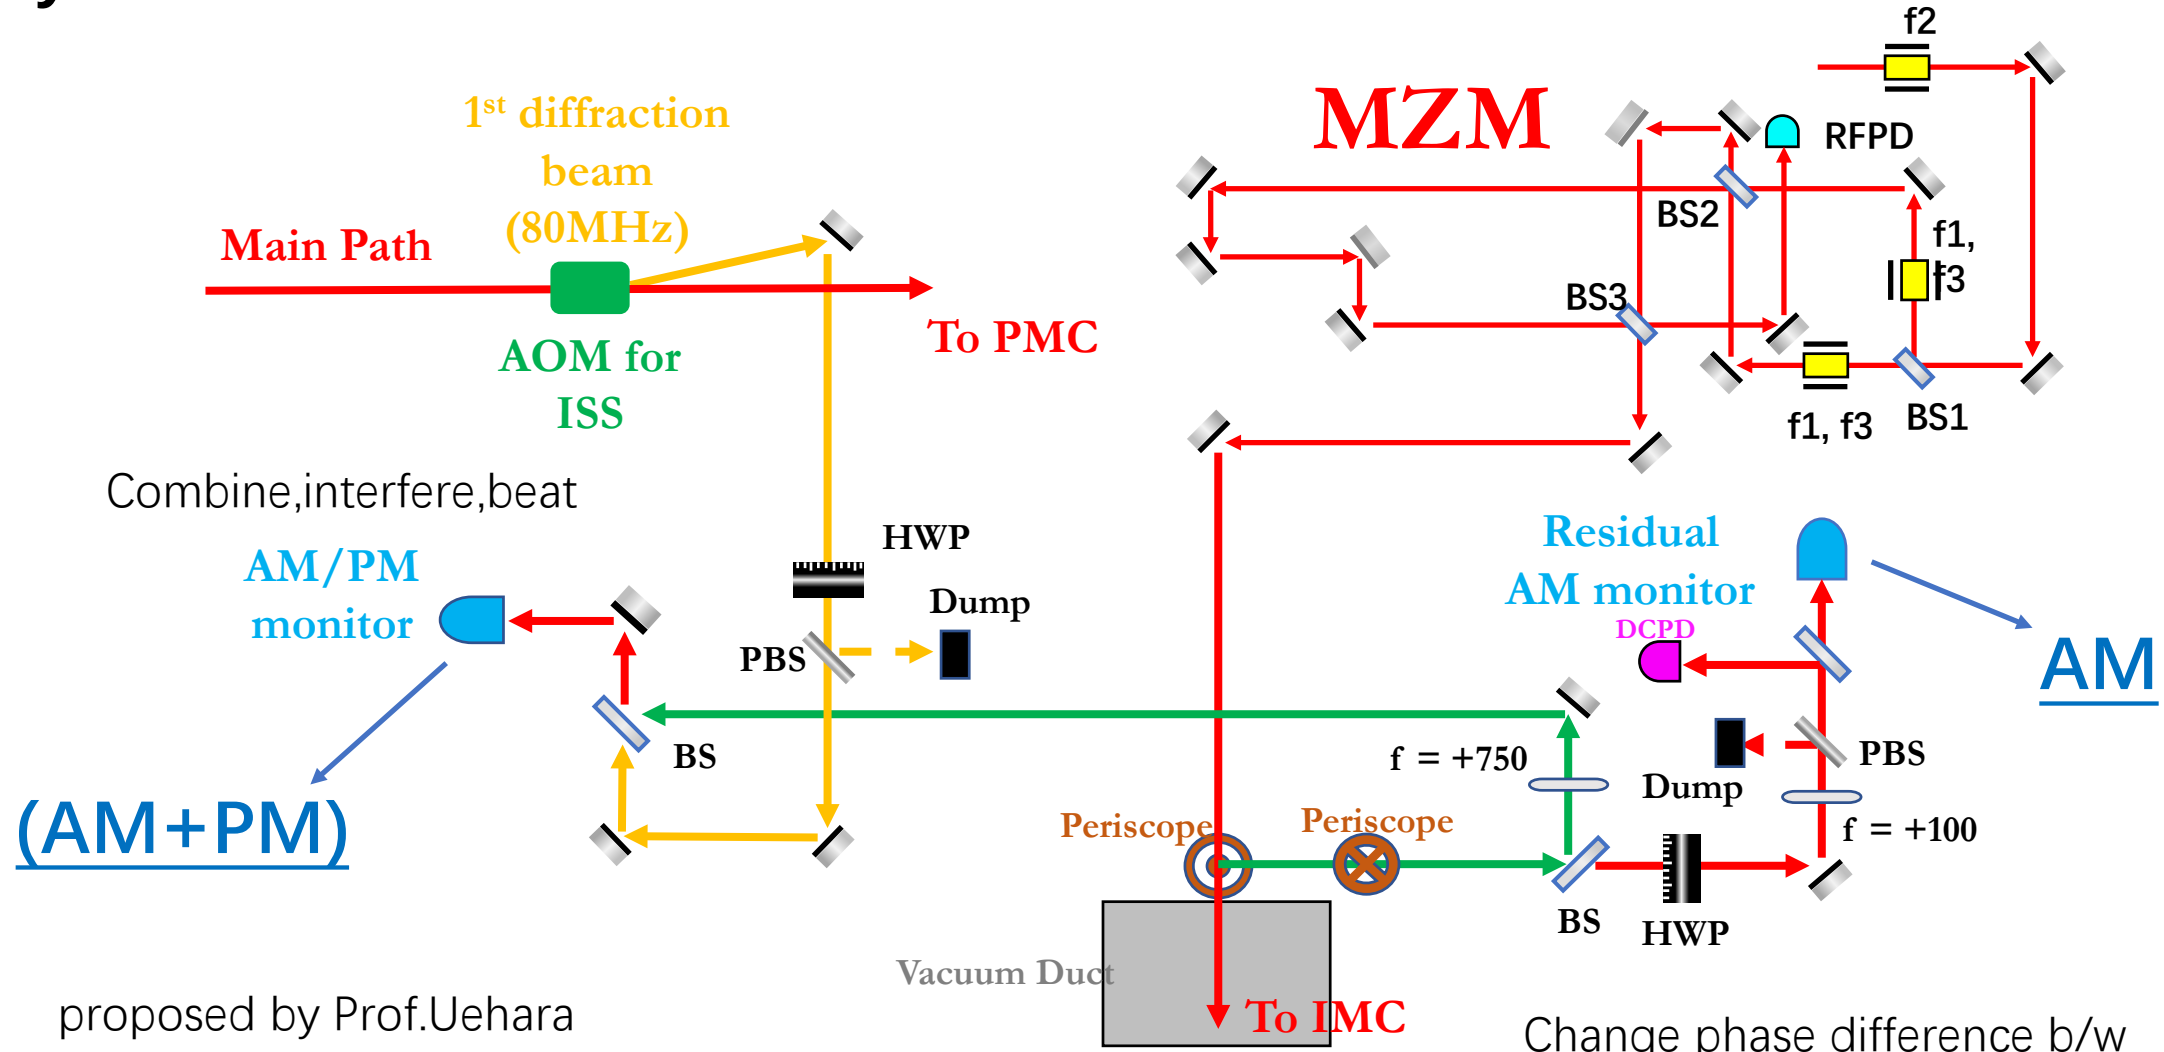 f2
MZM
1st diffraction
beam
(80MHz)
RFPD
BS2
Main Path
f1,
f3
BS3
To PMC
AOM for
ISS
f1, f3
BS1
Combine,interfere,beat
HWP
Residual
AM monitor
AM/PM
monitor
Dump
DCPD
PBS
AM
BS
f = +750
PBS
Dump
(AM+PM)
Periscope
Periscope
f = +100
BS
HWP
Vacuum Duct
To IMC
proposed by Prof.Uehara
Change phase difference b/w